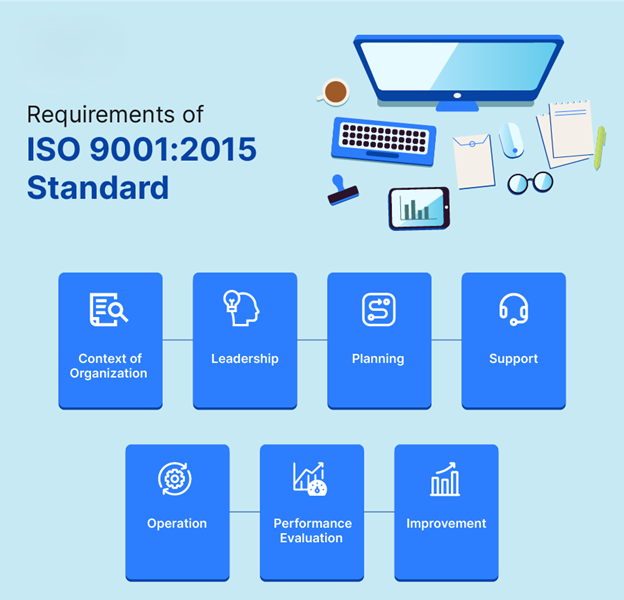 Requirements of
ISO 9001:2015
Standard
Context of
Organization
Leadership
Planning
Support
Operation
Performance
Evaluation
Improvement